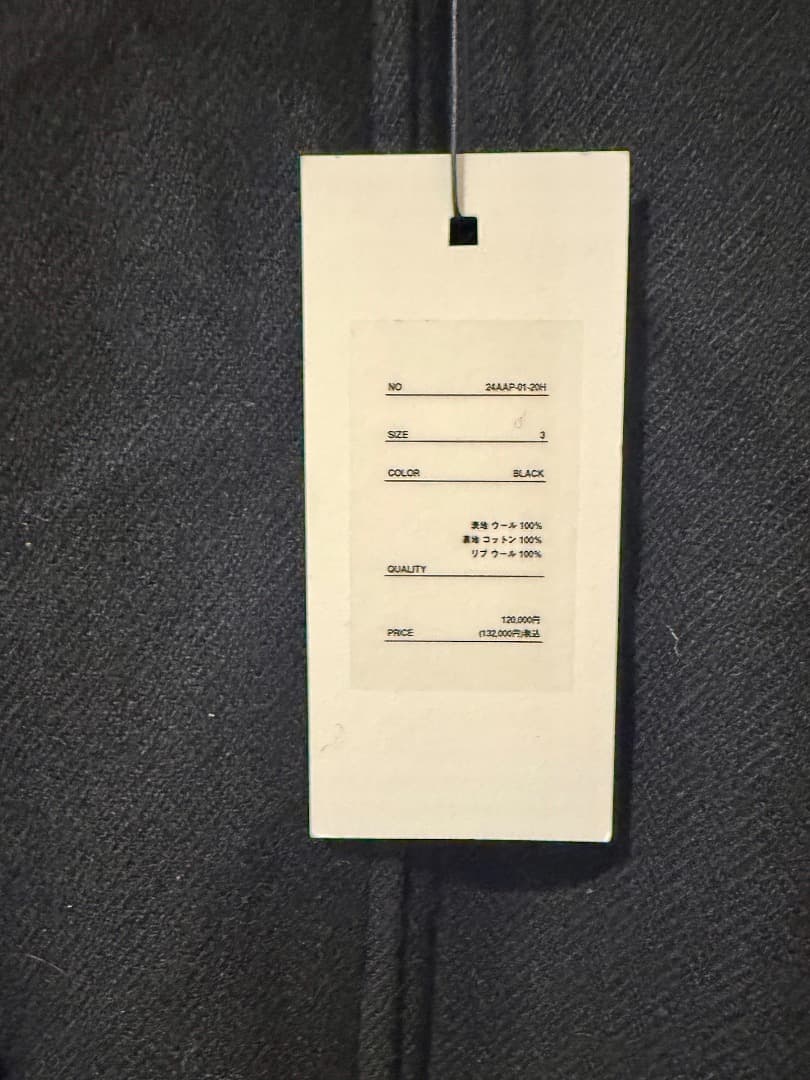 NO 24AAP-01-20H
SIZE 3
COLOR BLACK
表地 ウール 100%
裏地 コットン 100%
リブ ウール 100%
QUALITY
120,000円
PRICE (132,000円)税込